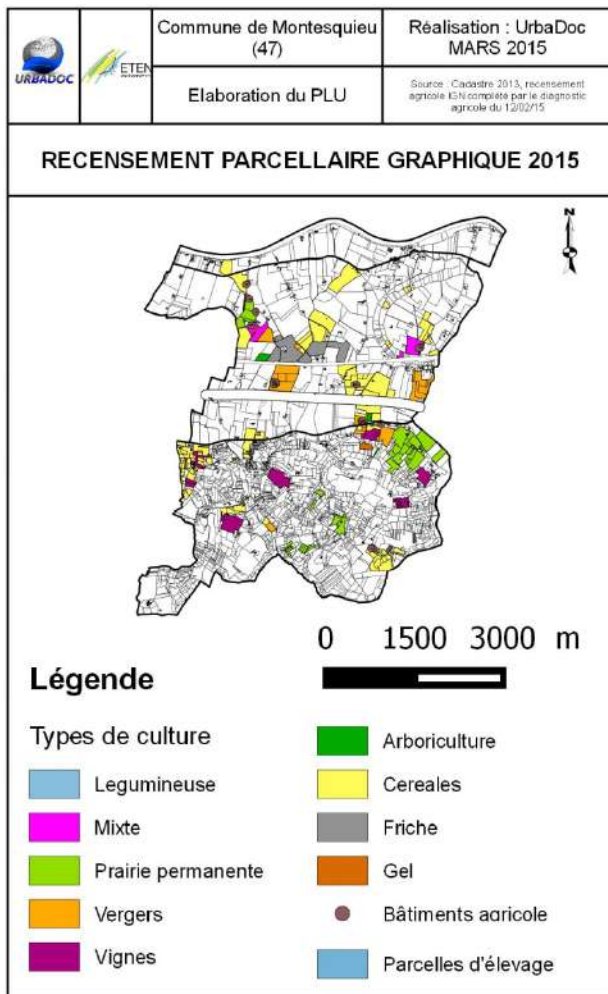 URBADOC
ETEN
Commune de Montesquieu
(47)
Réalisation : UrbaDoc
MARS 2015
Elaboration du PLU
Source : Cadastre 2013, recensement
agricole IGN complété par le diagnostic
agricole du 12/02/15
RECENSEMENT PARCELLAIRE GRAPHIQUE 2015
N
0 1500 3000 m
Légende
Types de culture
Legumineuse
Mixte
Prairie permanente
Vergers
Vignes
Arboriculture
Cereales
Friche
Gel
Bâtiments agricole
Parcelles d'élevage